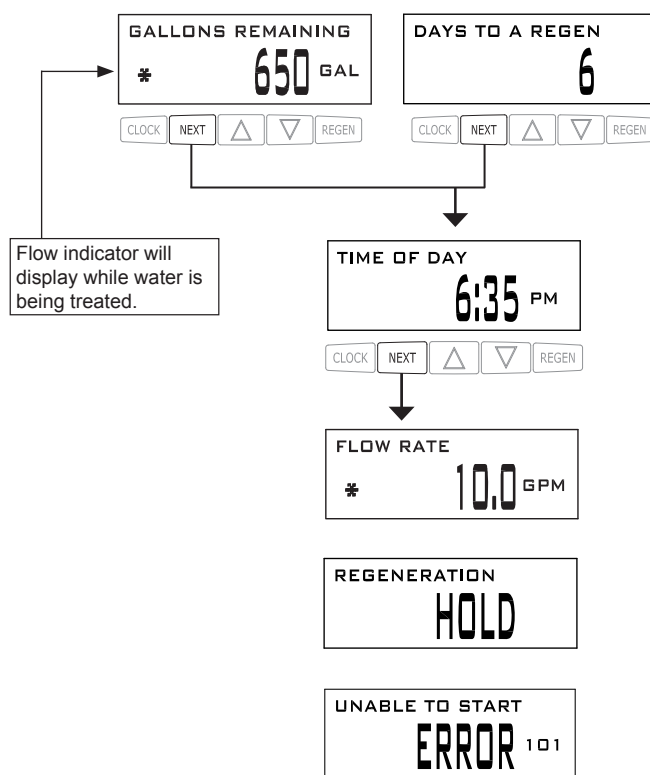 GALLONS REMAINING
* 650 GAL
CLOCK NEXT REGEN
DAYS TO A REGEN
6
CLOCK NEXT REGEN
Flow indicator will
display while water is
being treated.
TIME OF DAY
6:35 PM
CLOCK NEXT REGEN
FLOW RATE
* 10.0 GPM
REGENERATION
HOLD
UNABLE TO START
ERROR 101